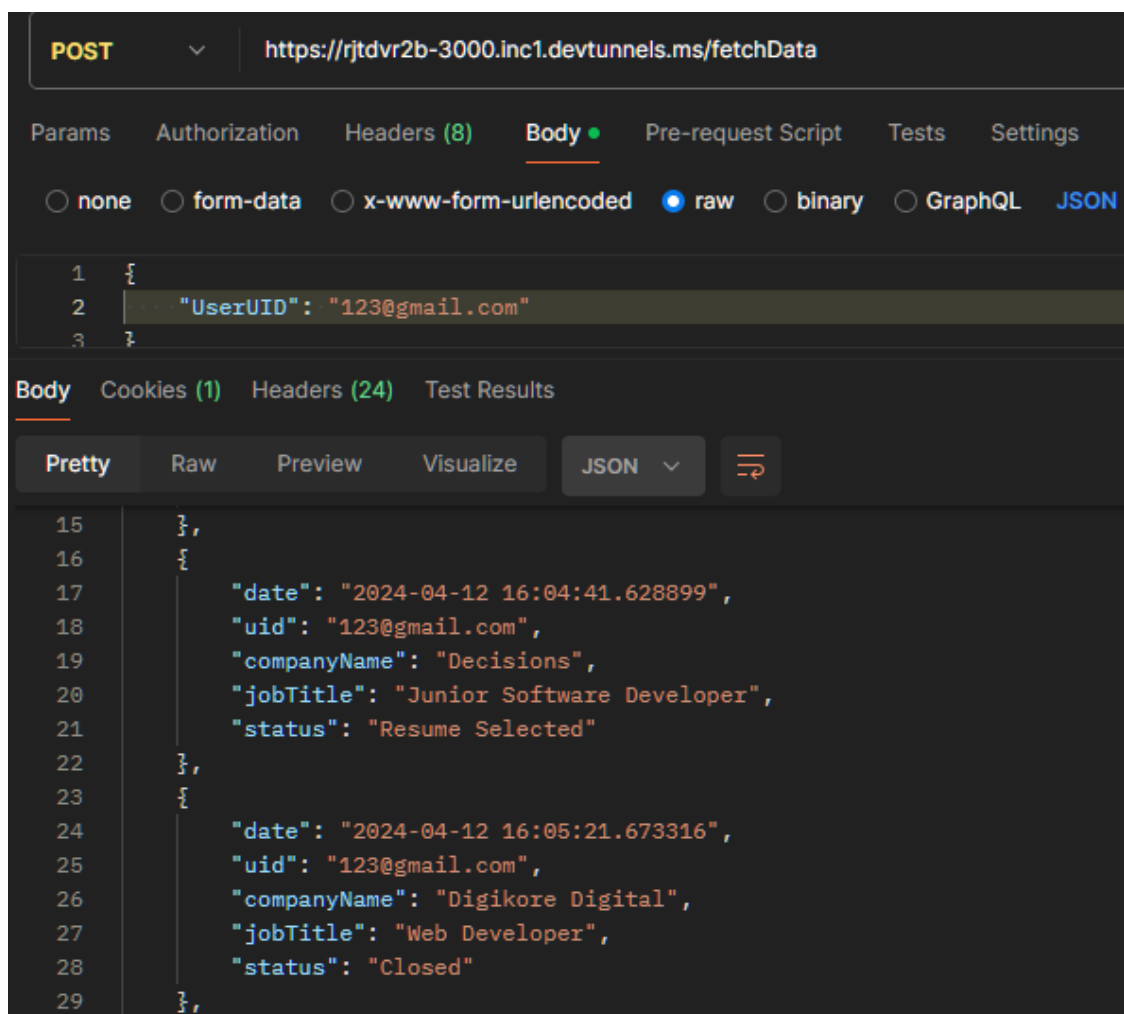 POST https://rjtdvr2b-3000.inc1.devtunnels.ms/fetchData
Params Authorization Headers (8) Body Pre-request Script Tests Settings
none form-data x-www-form-urlencoded raw binary GraphQL JSON
1 {
2 "UserUID": "123@gmail.com"
3 }
Body Cookies (1) Headers (24) Test Results
Pretty Raw Preview Visualize JSON
15 },
16 {
17 "date": "2024-04-12 16:04:41.628899",
18 "uid": "123@gmail.com",
19 "companyName": "Decisions",
20 "jobTitle": "Junior Software Developer",
21 "status": "Resume Selected"
22 },
23 {
24 "date": "2024-04-12 16:05:21.673316",
25 "uid": "123@gmail.com",
26 "companyName": "Digikore Digital",
27 "jobTitle": "Web Developer",
28 "status": "Closed"
29 },